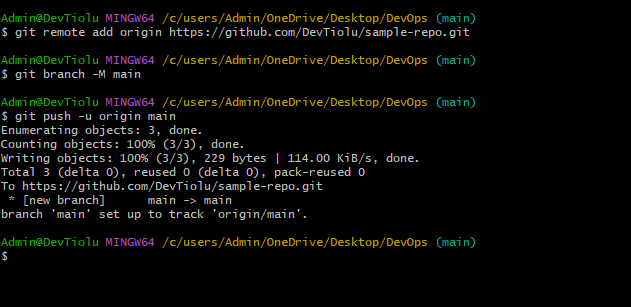 Admin@DevTiolu MINGW64 /c/users/Admin/OneDrive/Desktop/DevOps (main)
$ git remote add origin https://github.com/DevTiolu/sample-repo.git
Admin@DevTiolu MINGW64 /c/users/Admin/OneDrive/Desktop/DevOps (main)
$ git branch -M main
Admin@DevTiolu MINGW64 /c/users/Admin/OneDrive/Desktop/DevOps (main)
$ git push -u origin main
Enumerating objects: 3, done.
Counting objects: 100% (3/3), done.
Writing objects: 100% (3/3), 229 bytes | 114.00 KiB/s, done.
Total 3 (delta 0), reused 0 (delta 0), pack-reused 0
To https://github.com/DevTiolu/sample-repo.git
 * [new branch]      main -> main
branch 'main' set up to track 'origin/main'.
Admin@DevTiolu MINGW64 /c/users/Admin/OneDrive/Desktop/DevOps (main)
$